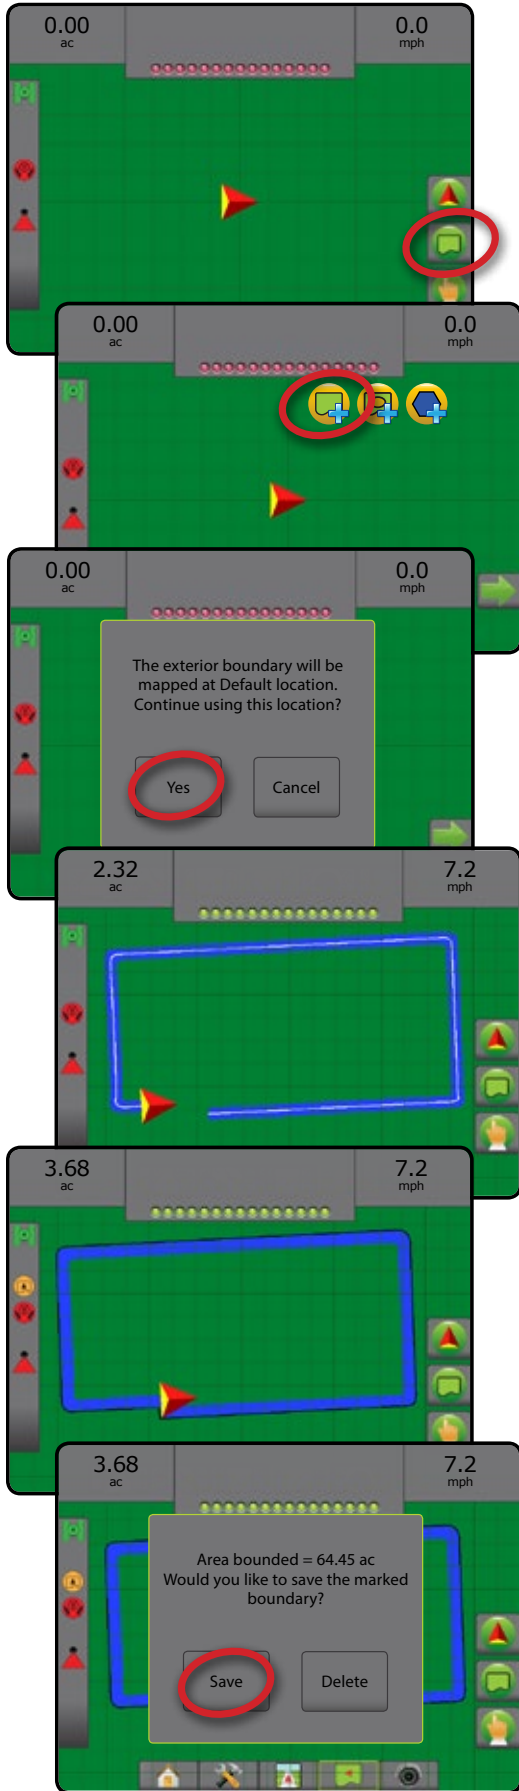 0.00
ac
0.0
mph
0.00
ac
0.0
mph
0.00
ac
0.0
mph
The exterior boundary will be
mapped at Default location.
Continue using this location?
Yes
Cancel
2.32
ac
7.2
mph
3.68
ac
7.2
mph
3.68
ac
7.2
mph
Area bounded = 64.45 ac
Would you like to save the marked
boundary?
Save
Delete